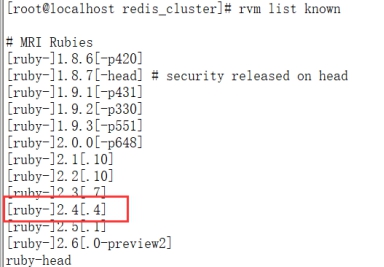 [root@localhost redis_cluster]# rvm list known
# MRI Rubies
[ruby-]1.8.6[-p420]
[ruby-]1.8.7[-head] # security released on head
[ruby-]1.9.1[-p431]
[ruby-]1.9.2[-p330]
[ruby-]1.9.3[-p551]
[ruby-]2.0.0[-p648]
[ruby-]2.1[.10]
[ruby-]2.2[.10]
[ruby-]2.3[.7]
[ruby-]2.4[.4]
[ruby-]2.5[.1]
[ruby-]2.6[.0-preview2]
ruby-head